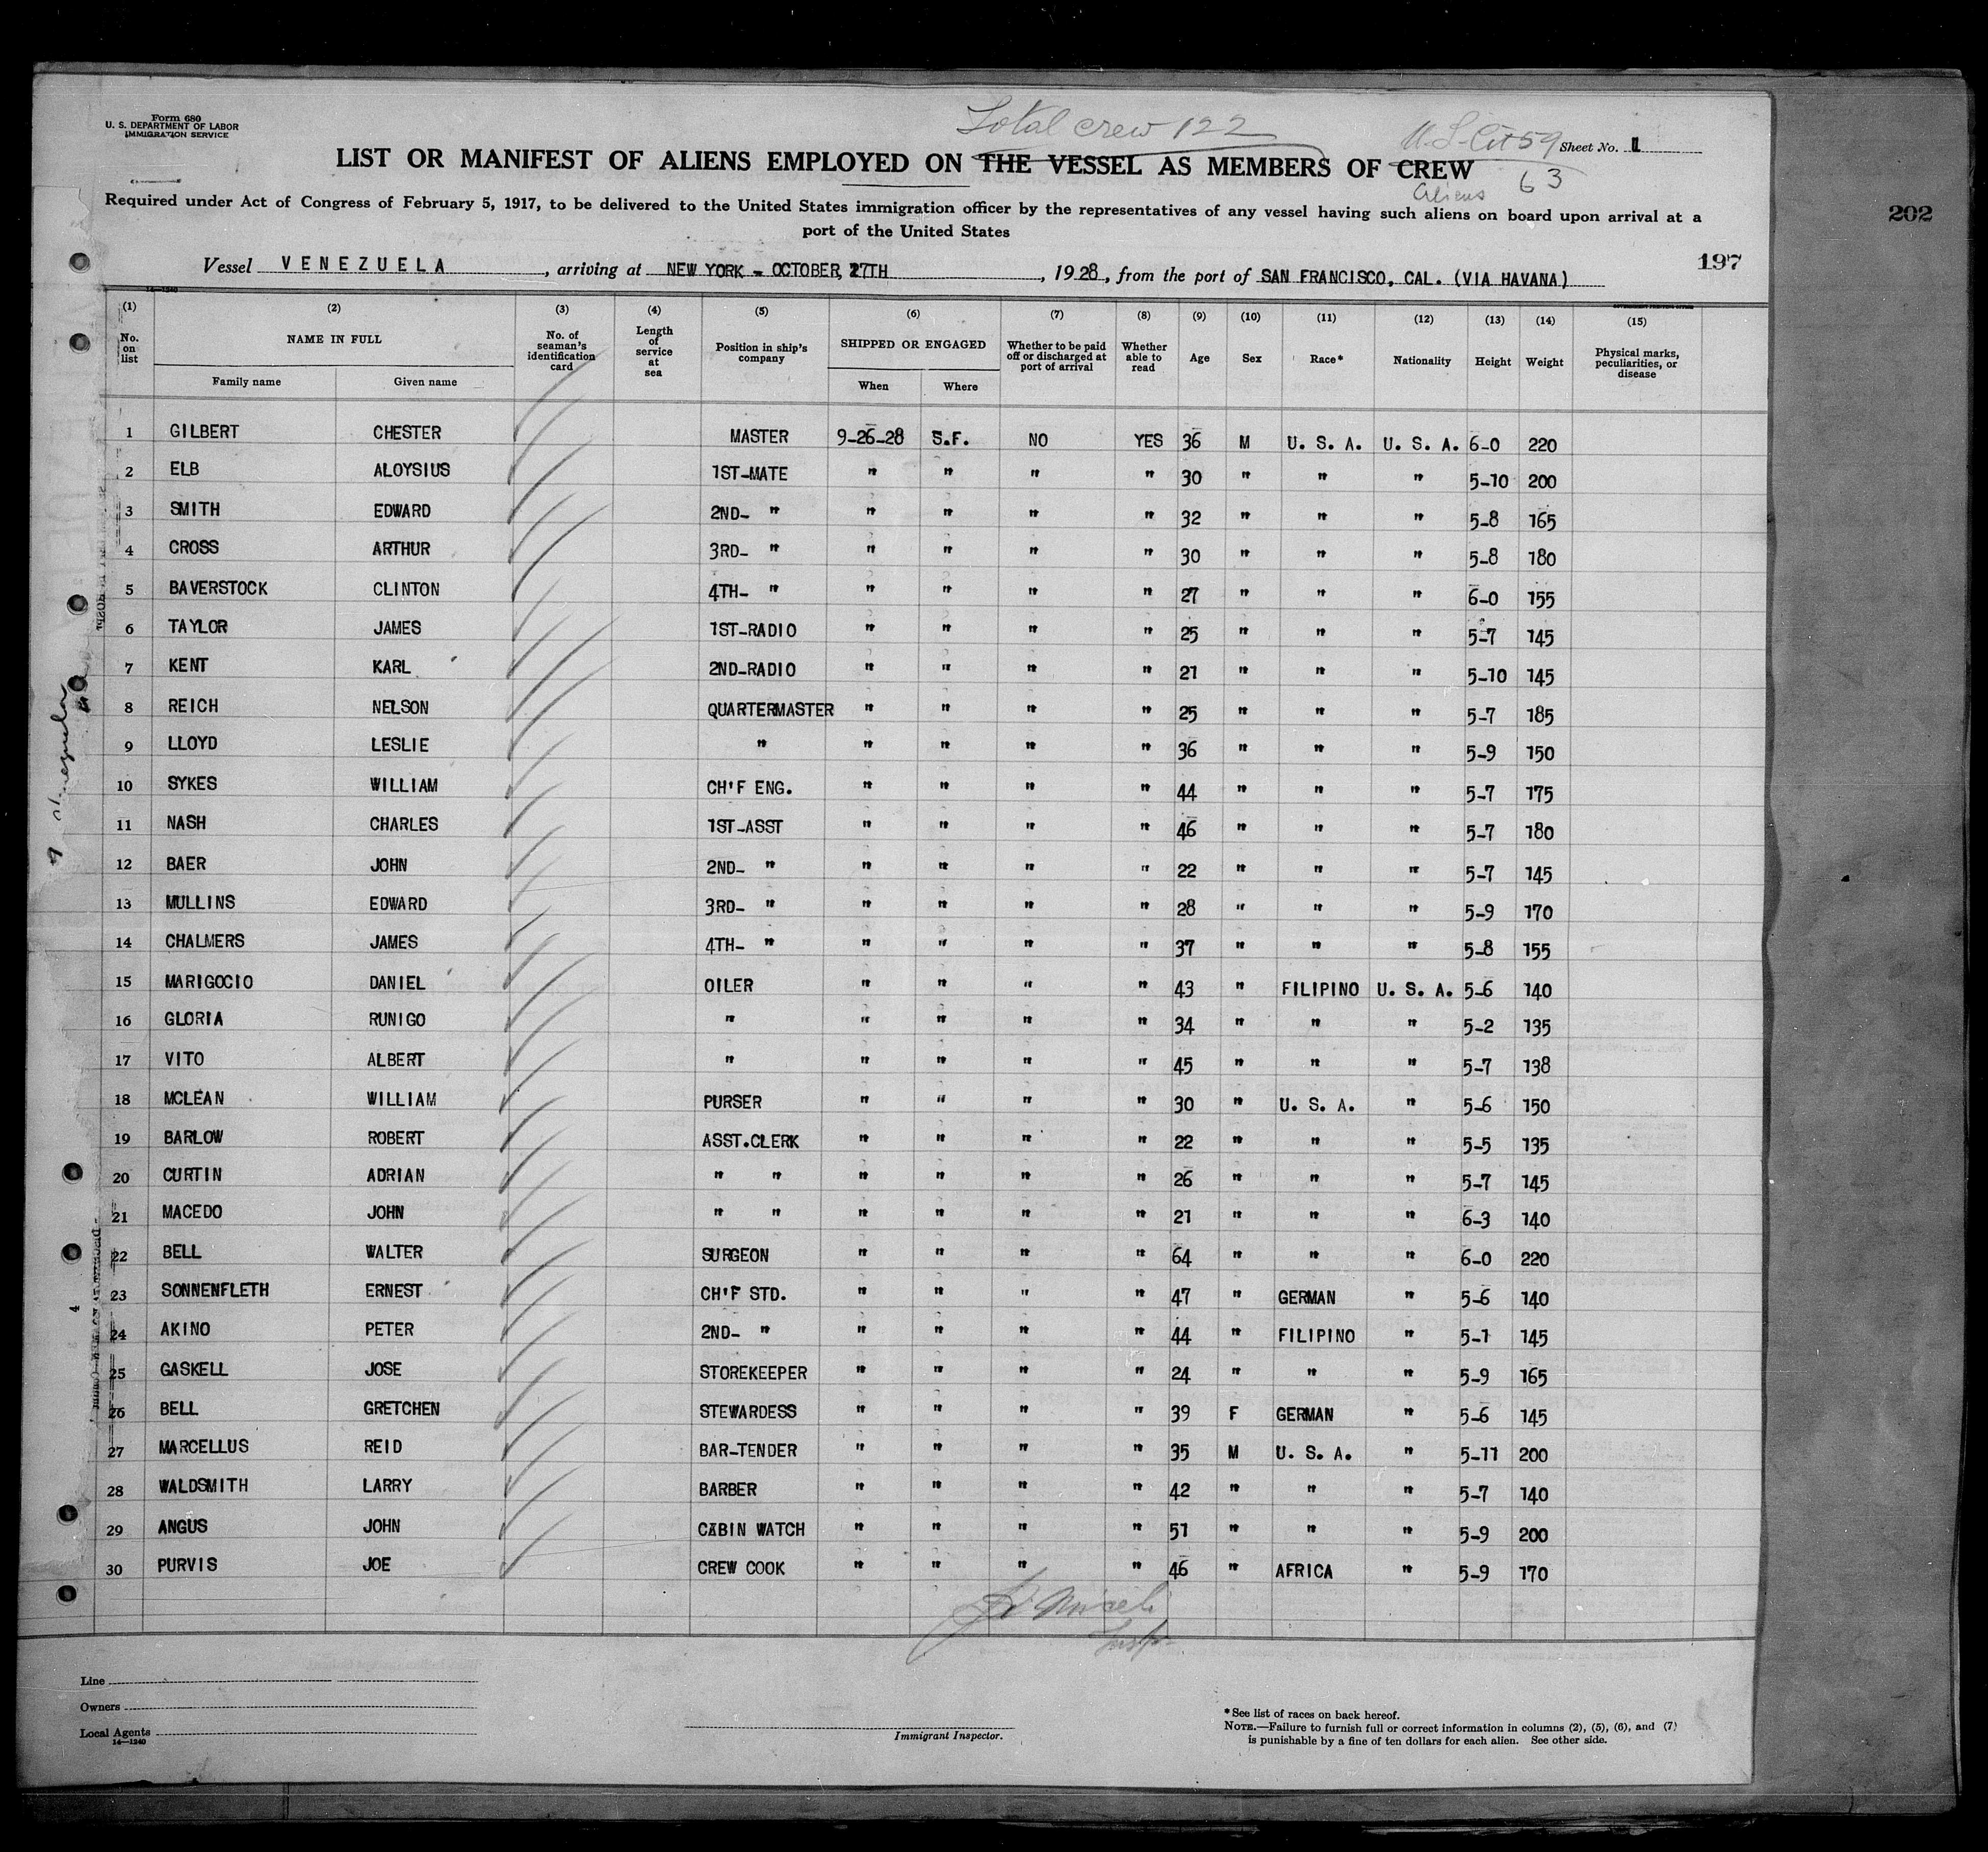 Form 680
U. S. DEPARTMENT OF LABOR
IMMIGRATION SERVICE
Total crew 122
U.S. Cit 59
Sheet No. 1
LIST OR MANIFEST OF ALIENS EMPLOYED ON THE VESSEL AS MEMBERS OF CREW
Aliens 63
Required under Act of Congress of February 5, 1917, to be delivered to the United States immigration officer by the representatives of any vessel having such aliens on board upon arrival at a
port of the United States
202
Vessel VENEZUELA, arriving at NEW YORK - OCTOBER, 27TH, 1928, from the port of SAN FRANCISCO, CAL. (VIA HAVANA)
197
14—1240
(1) (2) (3) (4) (5) (6) (7) (8) (9) (10) (11) (12) (13) (14) (15)
No. on list NAME IN FULL No. of seaman's identification card Length of service at sea Position in ship's company SHIPPED OR ENGAGED Whether to be paid off or discharged at port of arrival Whether able to read Age Sex Race* Nationality Height Weight Physical marks, peculiarities, or disease
Family name Given name When Where
1 GILBERT CHESTER MASTER 9-26-28 S.F. NO YES 36 M U. S. A. U. S. A. 6-0 220
2 ELB ALOYSIUS 1ST-MATE " " " " 30 " " " 5-10 200
3 SMITH EDWARD 2ND- " " " " " 32 " " " 5-8 165
4 CROSS ARTHUR 3RD- " " " " " 30 " " " 5-8 180
5 BAVERSTOCK CLINTON 4TH- " " " " " 27 " " " 6-0 155
6 TAYLOR JAMES 1ST-RADIO " " " " 25 " " " 5-7 145
7 KENT KARL 2ND-RADIO " " " " 21 " " " 5-10 145
8 REICH NELSON QUARTERMASTER " " " " 25 " " " 5-7 185
9 LLOYD LESLIE " " " " " 36 " " " 5-9 150
10 SYKES WILLIAM CH'F ENG. " " " " 44 " " " 5-7 175
11 NASH CHARLES 1ST-ASST " " " " 46 " " " 5-7 180
12 BAER JOHN 2ND- " " " " " 22 " " " 5-7 145
13 MULLINS EDWARD 3RD- " " " " " 28 " " " 5-9 170
14 CHALMERS JAMES 4TH- " " " " " 37 " " " 5-8 155
15 MARIGOCIO DANIEL OILER " " " " 43 " FILIPINO U. S. A. 5-6 140
16 GLORIA RUNIGO " " " " " 34 " " " 5-2 135
17 VITO ALBERT " " " " " 45 " " " 5-7 138
18 MCLEAN WILLIAM PURSER " " " " 30 " U. S. A. " 5-6 150
19 BARLOW ROBERT ASST.CLERK " " " " 22 " " " 5-5 135
20 CURTIN ADRIAN " " " " " " 26 " " " 5-7 145
21 MACEDO JOHN " " " " " " 21 " " " 6-3 140
22 BELL WALTER SURGEON " " " " 64 " " " 6-0 220
23 SONNENFLETH ERNEST CH'F STD. " " " " 47 " GERMAN " 5-6 140
24 AKINO PETER 2ND- " " " " " 44 " FILIPINO " 5-1 145
25 GASKELL JOSE STOREKEEPER " " " " 24 " " " 5-9 165
26 BELL GRETCHEN STEWARDESS " " " " 39 F GERMAN " 5-6 145
27 MARCELLUS REID BAR-TENDER " " " " 35 M U. S. A. " 5-11 200
28 WALDSMITH LARRY BARBER " " " " 42 " " " 5-7 140
29 ANGUS JOHN CABIN WATCH " " " " 51 " " " 5-9 200
30 PURVIS JOE CREW COOK " " " " 46 " AFRICA " 5-9 170
Insp.
Line
Owners
Local Agents
14—1240
Immigrant Inspector.
*See list of races on back hereof.
NOTE.—Failure to furnish full or correct information in columns (2), (5), (6), and (7)
is punishable by a fine of ten dollars for each alien. See other side.